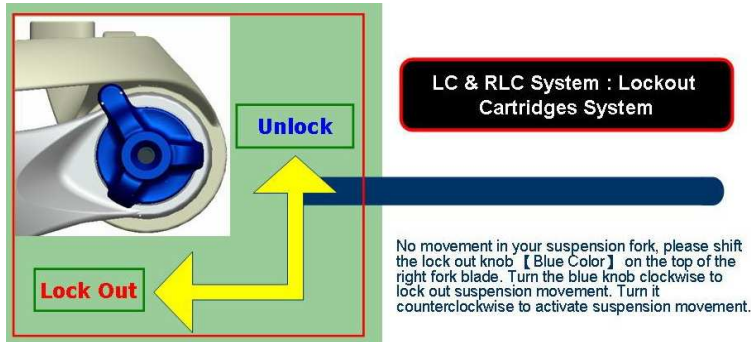 LC & RLC System : Lockout
Cartridges System
Unlock
Lock Out
No movement in your suspension fork, please shift
the lock out knob 【Blue Color】 on the top of the
right fork blade. Turn the blue knob clockwise to
lock out suspension movement. Turn it
counterclockwise to activate suspension movement.